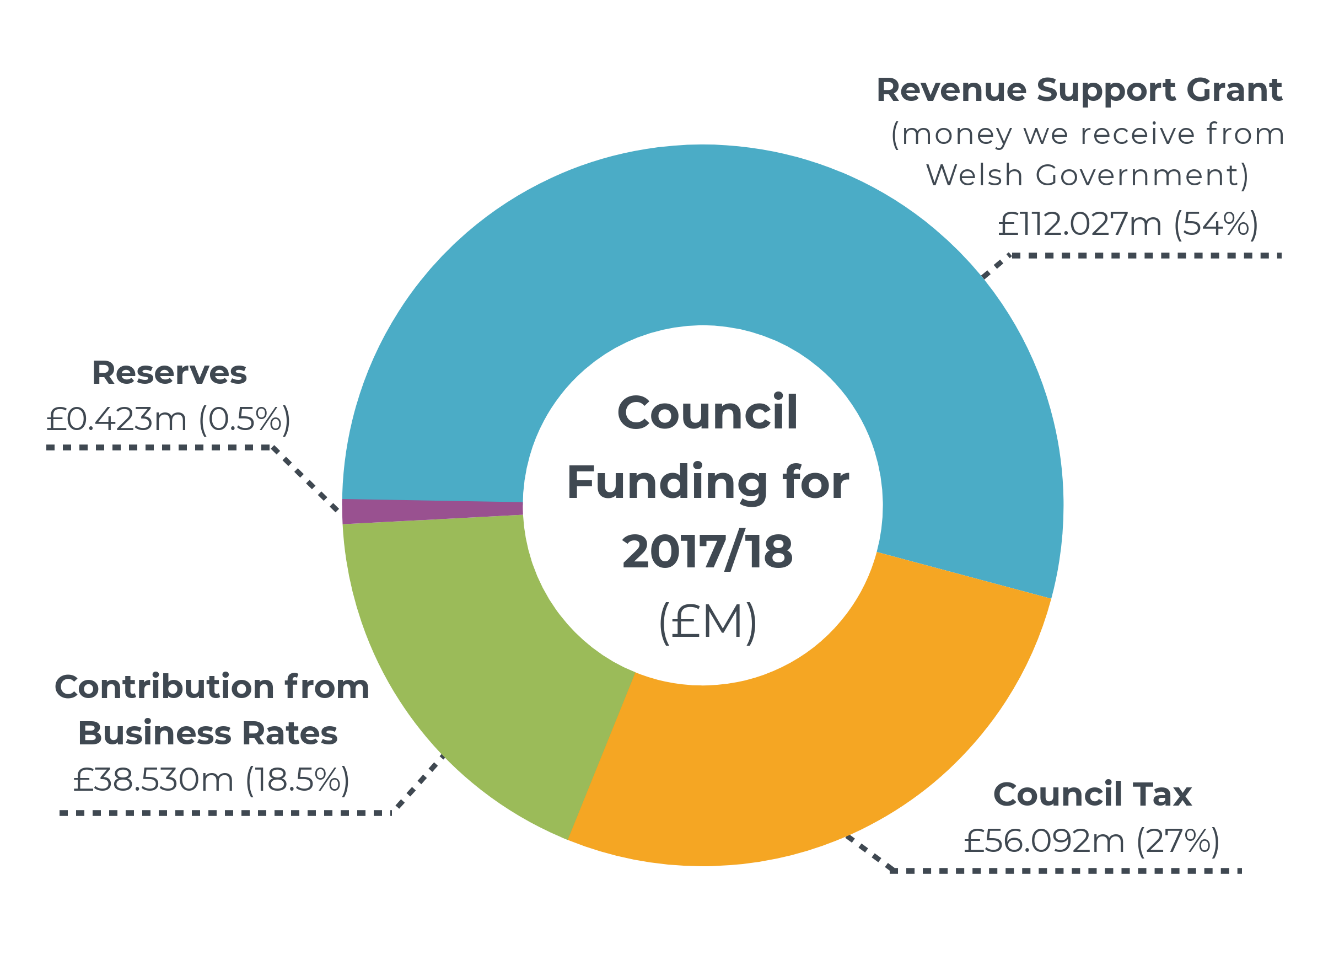 Revenue Support Grant
(money we receive from
Welsh Government)
£112.027m (54%)
Reserves
£0.423m (0.5%)
Council
Funding for
2017/18
(£M)
Contribution from
Business Rates
£38.530m (18.5%)
Council Tax
£56.092m (27%)